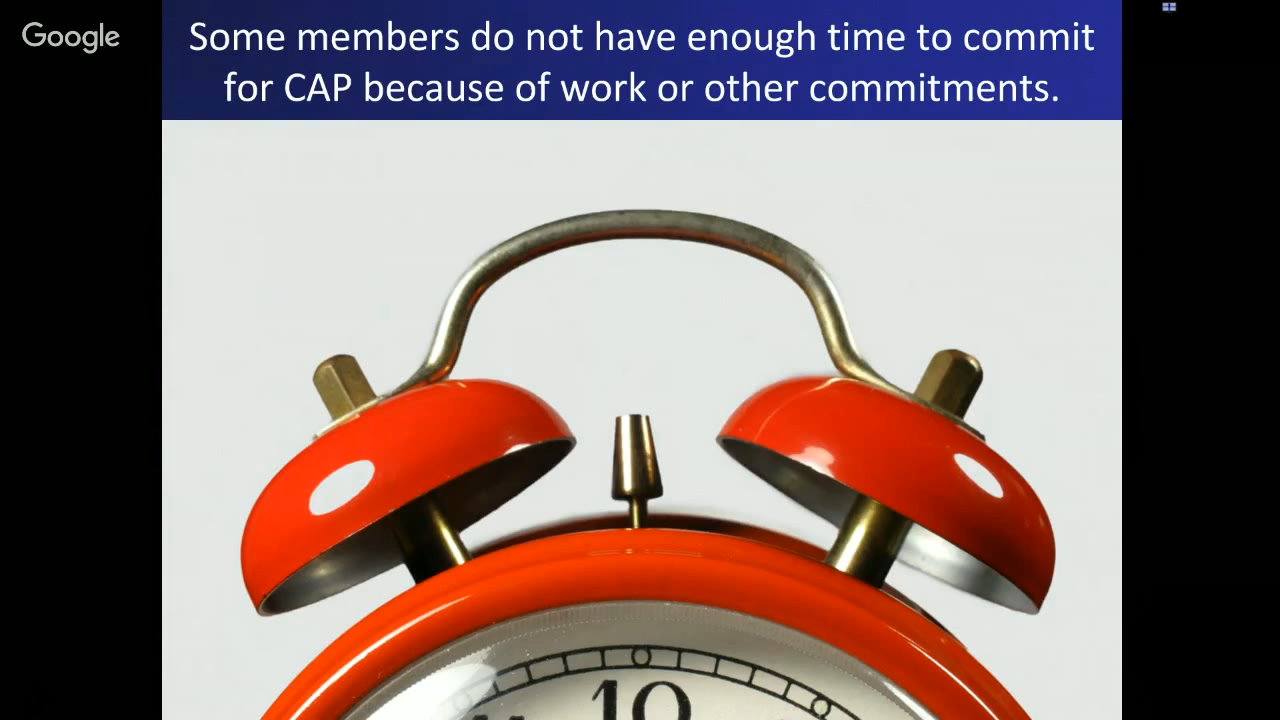 Google
Some members do not have enough time to commit
for CAP because of work or other commitments.
10